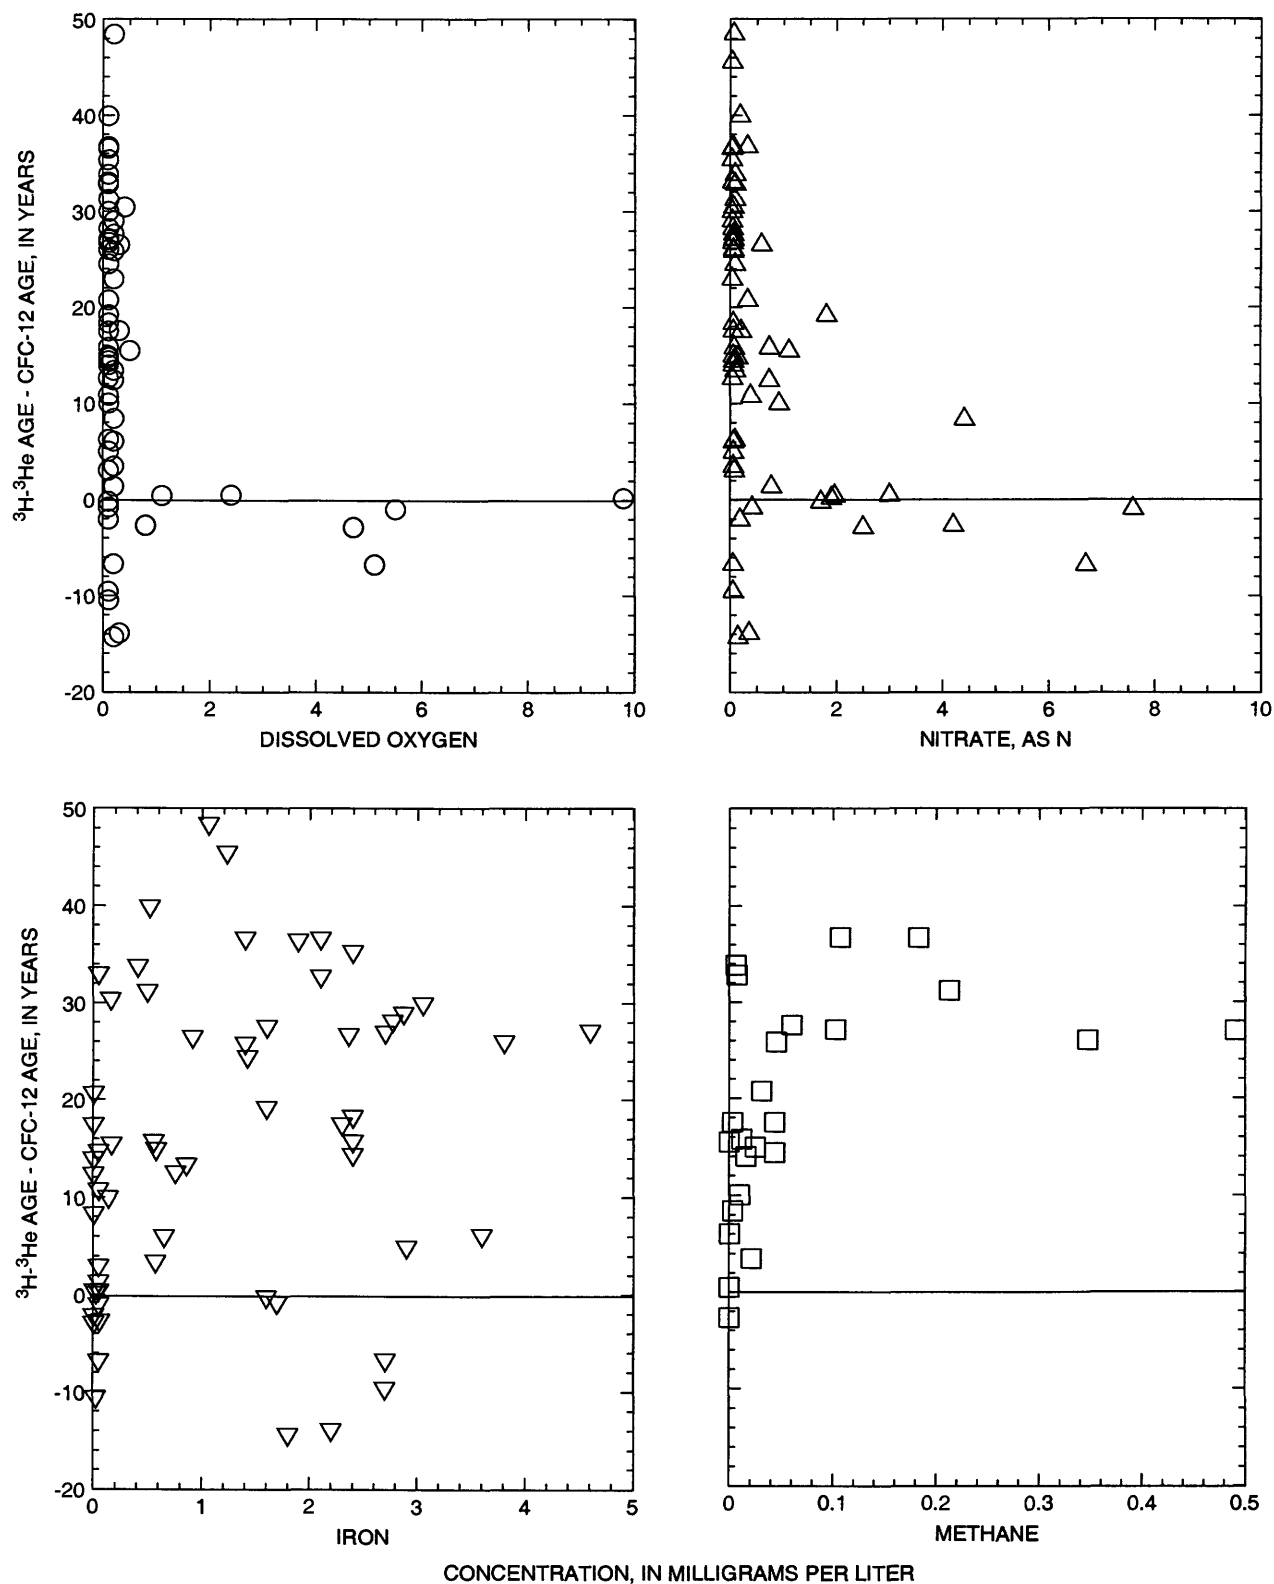 50
40
30
20
10
0
-10
-20
³H-³He AGE - CFC-12 AGE, IN YEARS
0 2 4 6 8 10
DISSOLVED OXYGEN
0 2 4 6 8 10
NITRATE, AS N
50
40
30
20
10
0
-10
-20
³H-³He AGE - CFC-12 AGE, IN YEARS
0 1 2 3 4 5
IRON
0 0.1 0.2 0.3 0.4 0.5
METHANE
CONCENTRATION, IN MILLIGRAMS PER LITER